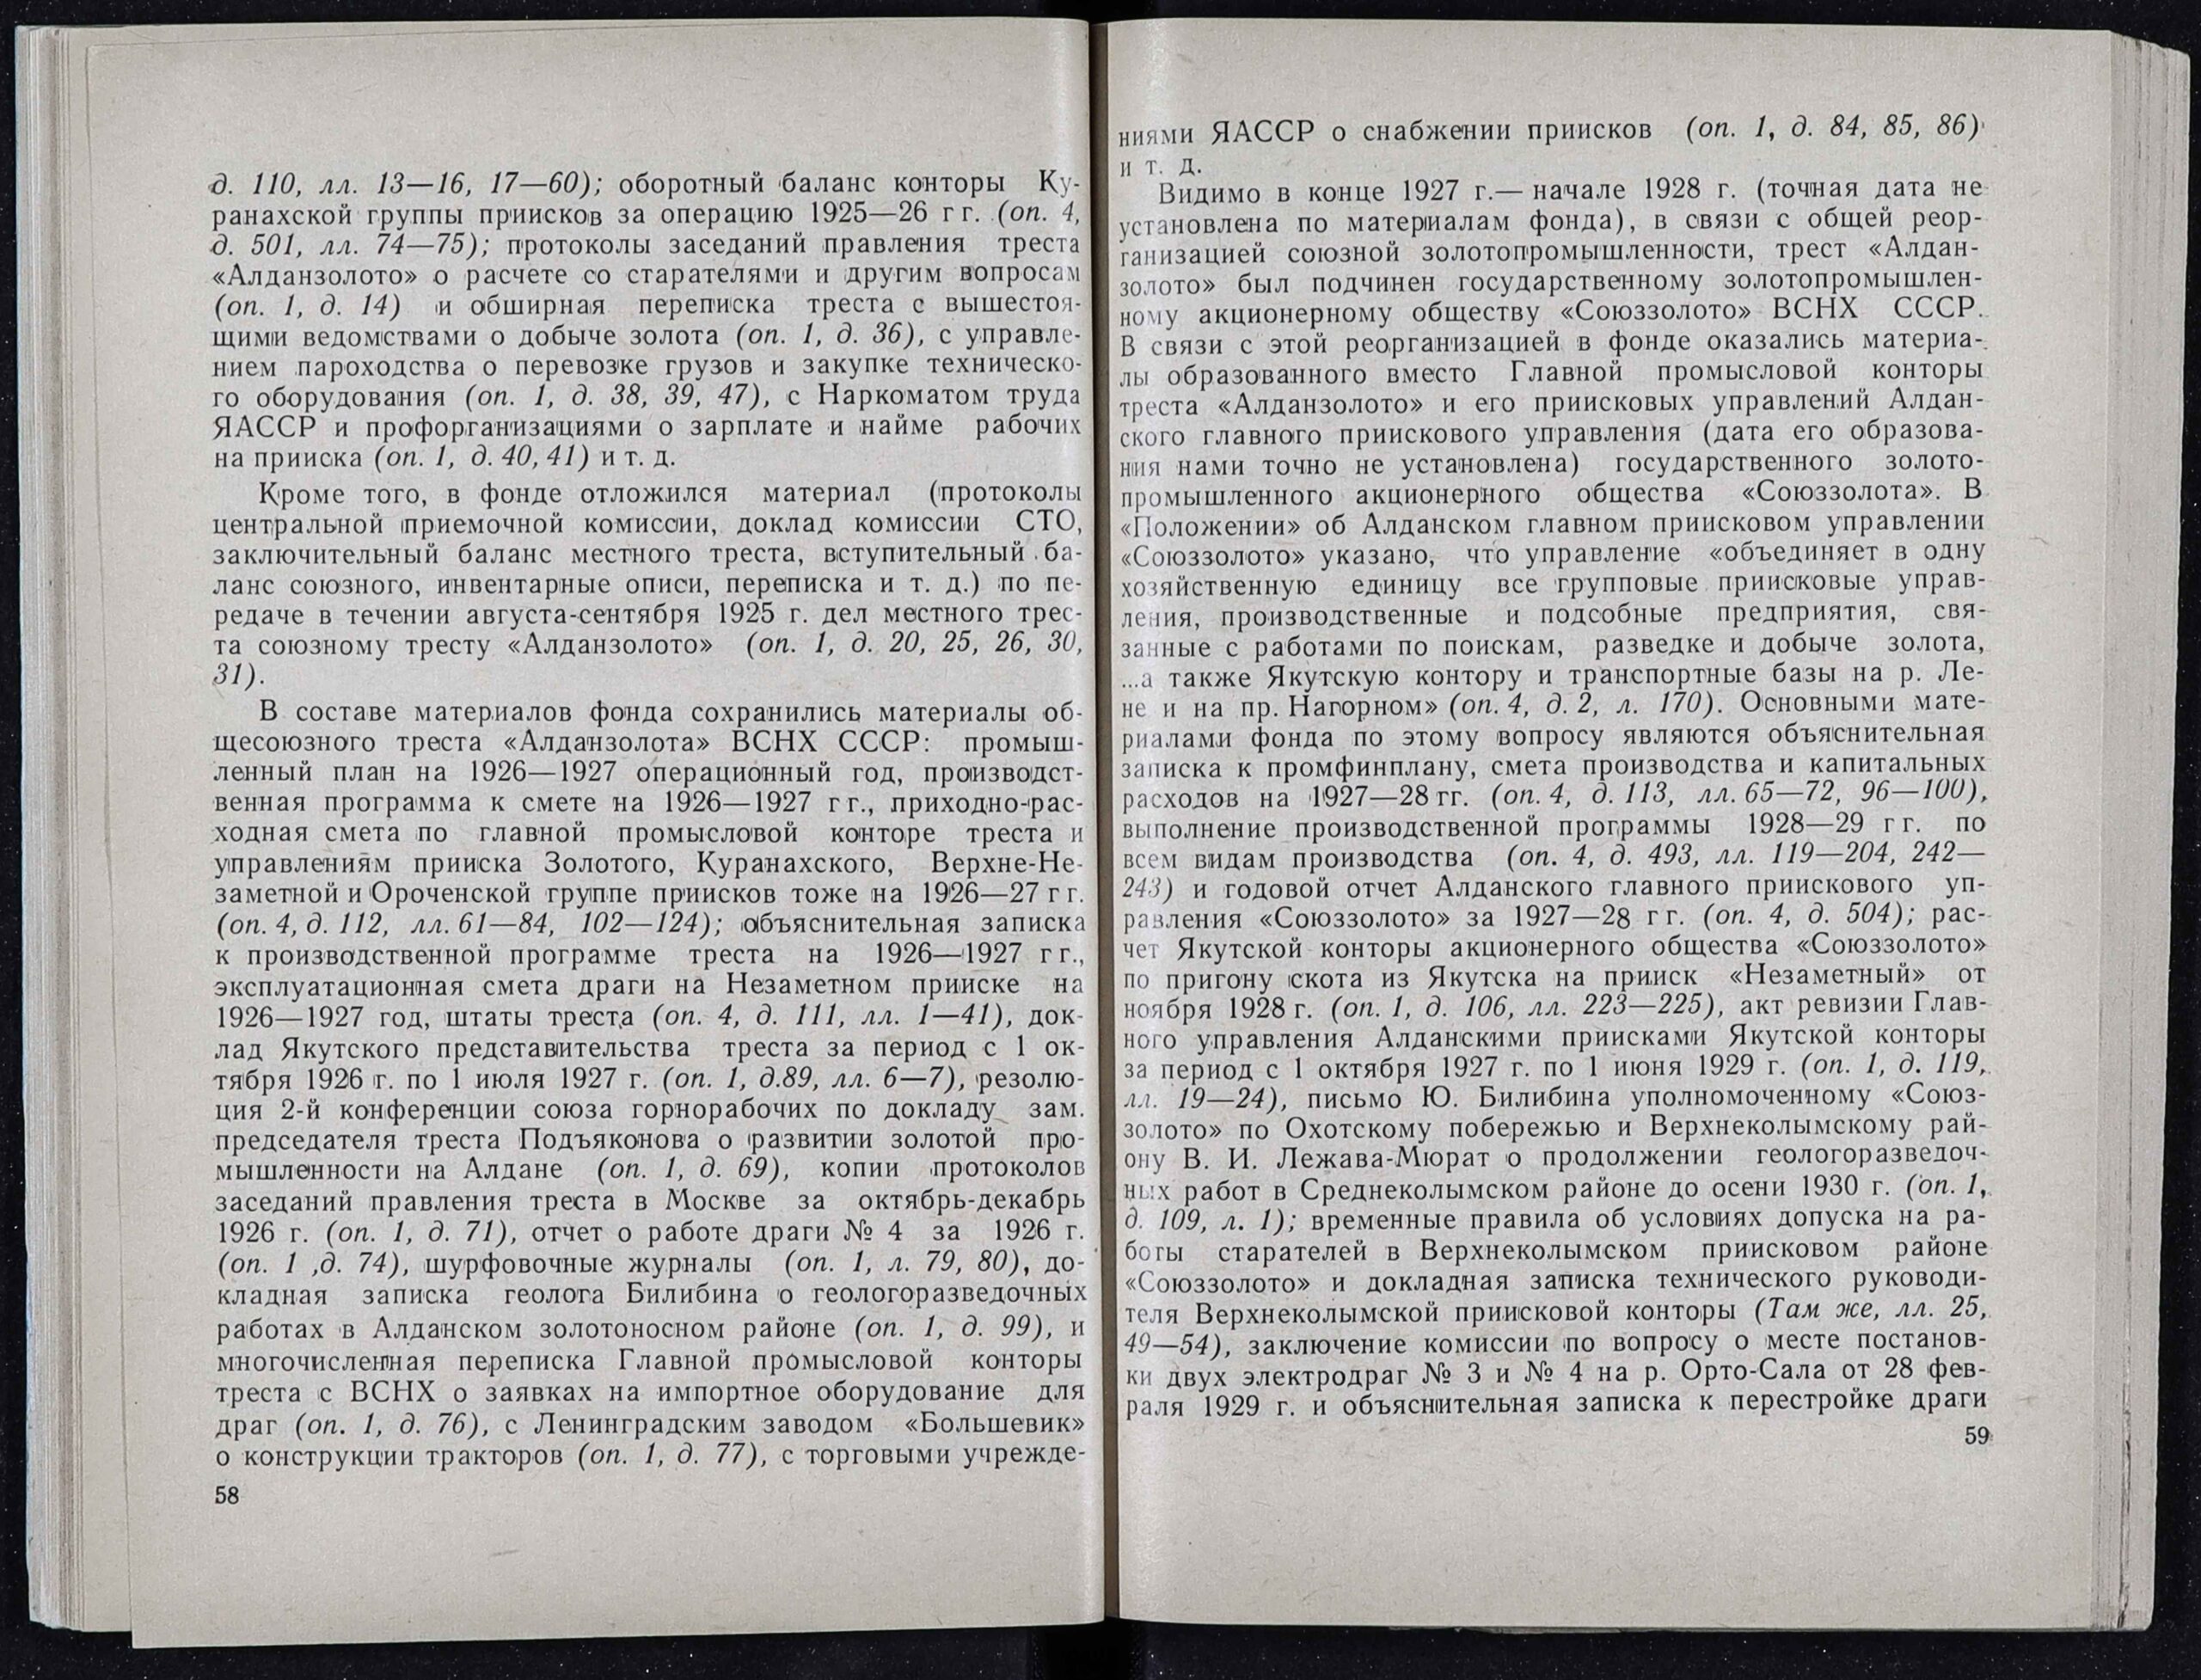 д. 110, лл. 13—16, 17—60); оборотный баланс конторы Ку-
ранахской группы приисков за операцию 1925—26 гг. (оп. 4,
д. 501, лл. 74—75); протоколы заседаний правления треста
«Алданзолото» о расчете со старателями и другим вопросам
(оп. 1, д. 14) и обширная переписка треста с вышестоя-
щими ведомствами о добыче золота (оп. 1, д. 36), с управле-
нием пароходства о перевозке грузов и закупке техническо-
го оборудования (оп. 1, д. 38, 39, 47), с Наркоматом труда
ЯАССР и профорганизациями о зарплате и найме рабочих
на прииска (оп. 1, д. 40, 41) и т. д.
Кроме того, в фонде отложился материал (протоколы
центральной приемочной комиссии, доклад комиссии СТО,
заключительный баланс местного треста, вступительный ба-
ланс союзного, инвентарные описи, переписка и т. д.) по пе-
редаче в течении августа-сентября 1925 г. дел местного трес-
та союзному тресту «Алданзолото» (оп. 1, д. 20, 25, 26, 30,
31).
В составе материалов фонда сохранились материалы об-
щесоюзного треста «Алданзолота» ВСНХ СССР: промыш-
ленный план на 1926—1927 операционный год, производст-
венная программа к смете на 1926—1927 гг., приходно-рас-
ходная смета по главной промысловой конторе треста и
управлениям прииска Золотого, Куранахского, Верхне-Не-
заметной и Ороченской группе приисков тоже на 1926—27 гг.
(оп. 4, д. 112, лл. 61—84, 102—124); объяснительная записка
к производственной программе треста на 1926—1927 гг.,
эксплуатационная смета драги на Незаметном прииске на
1926—1927 год, штаты треста (оп. 4, д. 111, лл. 1—41), док-
лад Якутского представительства треста за период с 1 ок-
тября 1926 г. по 1 июля 1927 г. (оп. 1, д.89, лл. 6—7), резолю-
ция 2-й конференции союза горнорабочих по докладу зам.
председателя треста Подъяконова о развитии золотой про-
мышленности на Алдане (оп. 1, д. 69), копии протоколов
заседаний правления треста в Москве за октябрь-декабрь
1926 г. (оп. 1, д. 71), отчет о работе драги № 4 за 1926 г.
(оп. 1 ,д. 74), шурфовочные журналы (оп. 1, л. 79, 80), до-
кладная записка геолога Билибина о геологоразведочных
работах в Алданском золотоносном районе (оп. 1, д. 99), и
многочисленная переписка Главной промысловой конторы
треста с ВСНХ о заявках на импортное оборудование для
драг (оп. 1, д. 76), с Ленинградским заводом «Большевик»
о конструкции тракторов (оп. 1, д. 77), с торговыми учрежде-
58
ниями ЯАССР о снабжении приисков (оп. 1, д. 84, 85, 86)
и т. д.
Видимо в конце 1927 г.— начале 1928 г. (точная дата не
установлена по материалам фонда), в связи с общей реор-
ганизацией союзной золотопромышленности, трест «Алдан-
золото» был подчинен государственному золотопромышлен-
ному акционерному обществу «Союззолото» ВСНХ СССР.
В связи с этой реорганизацией в фонде оказались материа-
лы образованного вместо Главной промысловой конторы
треста «Алданзолото» и его приисковых управлений Алдан-
ского главного приискового управления (дата его образова-
ния нами точно не установлена) государственного золото-
промышленного акционерного общества «Союззолота». В
«Положении» об Алданском главном приисковом управлении
«Союззолото» указано, что управление «объединяет в одну
хозяйственную единицу все групповые приисковые управ-
ления, производственные и подсобные предприятия, свя-
занные с работами по поискам, разведке и добыче золота,
...а также Якутскую контору и транспортные базы на р. Ле-
не и на пр. Нагорном» (оп. 4, д. 2, л. 170). Основными мате-
риалами фонда по этому вопросу являются объяснительная
записка к промфинплану, смета производства и капитальных
расходов на 1927—28 гг. (оп. 4, д. 113, лл. 65—72, 96—100),
выполнение производственной программы 1928—29 гг. по
всем видам производства (оп. 4, д. 493, лл. 119—204, 242—
243) и годовой отчет Алданского главного приискового уп-
равления «Союззолото» за 1927—28 гг. (оп. 4, д. 504); рас-
чет Якутской конторы акционерного общества «Союззолото»
по пригону скота из Якутска на прииск «Незаметный» от
ноября 1928 г. (оп. 1, д. 106, лл. 223—225), акт ревизии Глав-
ного управления Алданскими приисками Якутской конторы
за период с 1 октября 1927 г. по 1 июня 1929 г. (оп. 1, д. 119,
лл. 19—24), письмо Ю. Билибина уполномоченному «Союз-
золото» по Охотскому побережью и Верхнеколымскому рай-
ону В. И. Лежава-Мюрат о продолжении геологоразведоч-
ных работ в Среднеколымском районе до осени 1930 г. (оп. 1,
д. 109, л. 1); временные правила об условиях допуска на ра-
боты старателей в Верхнеколымском приисковом районе
«Союззолото» и докладная записка технического руководи-
теля Верхнеколымской приисковой конторы (Там же, лл. 25,
49—54), заключение комиссии по вопросу о месте постанов-
ки двух электродраг № 3 и № 4 на р. Орто-Сала от 28 фев-
раля 1929 г. и объяснительная записка к перестройке драги
59